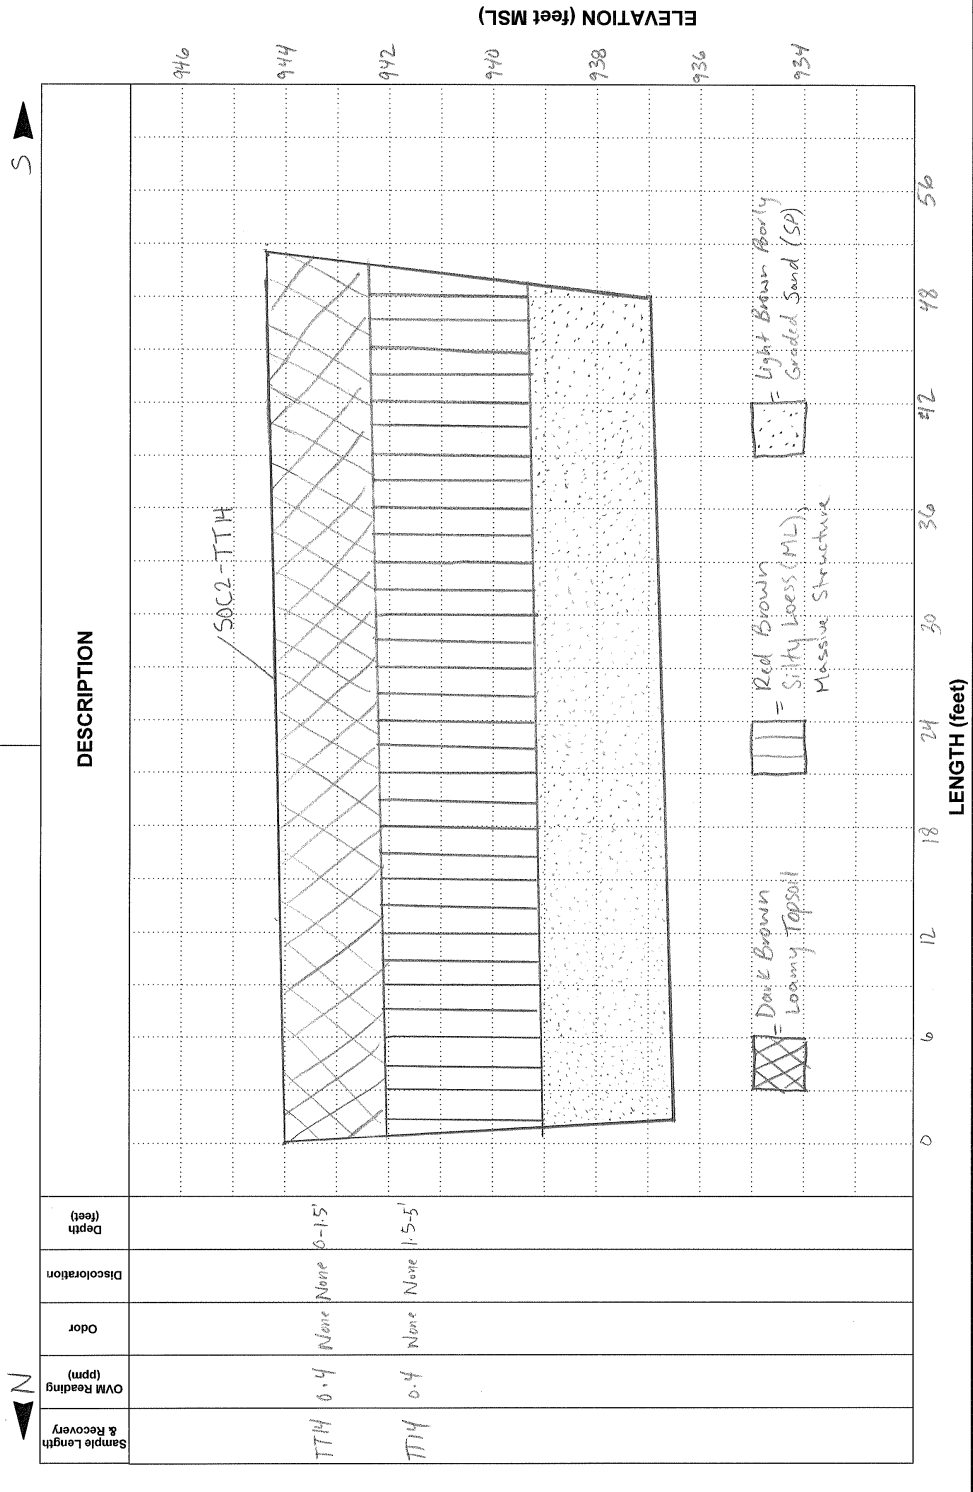 N
S
Sample Length
& Recovery
OVM Reading
(ppm)
Odor
Discoloration
Depth
(feet)
DESCRIPTION
ELEVATION (feet MSL)
946
944
942
940
938
936
934
SOC2-TT14
TT14 0.4 None None 0-1.5'
TT14 0.4 None None 1.5-5'
= Dark Brown
Loamy Topsoil
= Red Brown
Silty Loess (ML),
Massive Structure
= Light Brown Poorly
Graded Sand (SP)
0 6 12 18 24 30 36 42 48 56
LENGTH (feet)